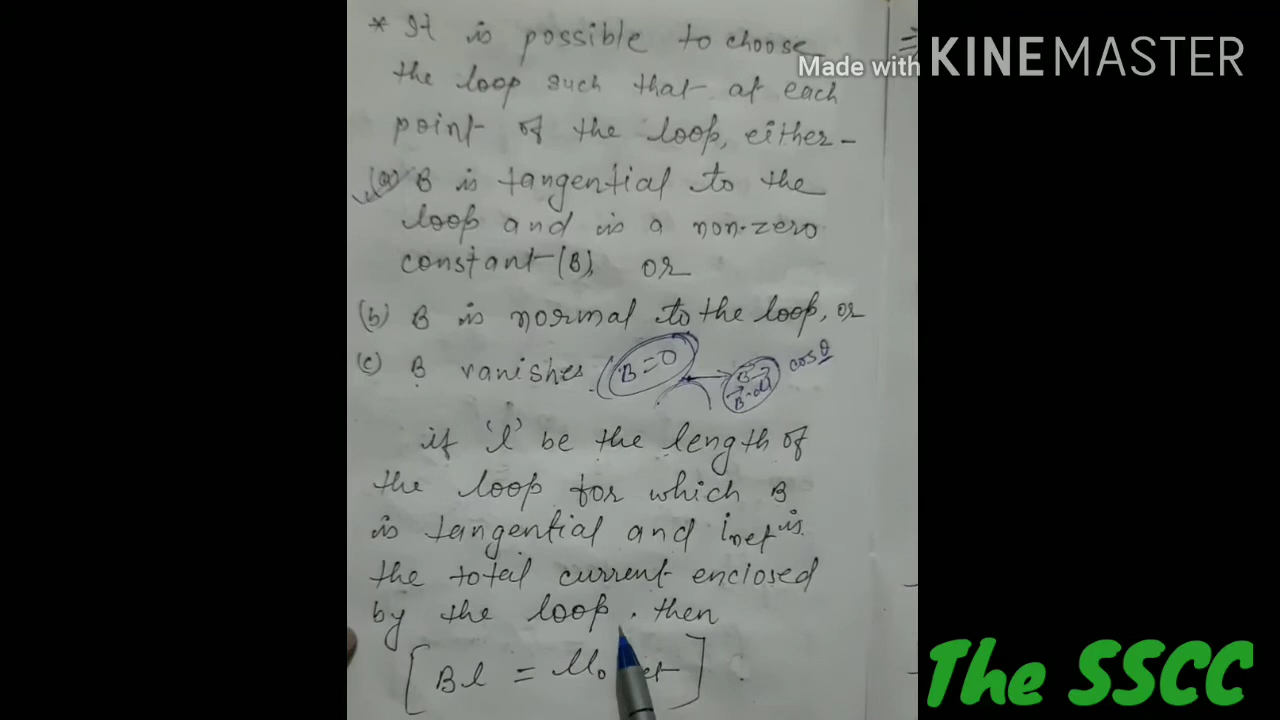 * It is possible to choose
the loop such that at each
point of the loop, either -
(a) B is tangential to the
loop and is a non-zero
constant (B), or
(b) B is normal to the loop, or
(c) B vanishes. (B=0) cos θ
if 'l' be the length of
the loop for which B
is tangential and inet is
the total current enclosed
by the loop. then
[Bl = μ₀ et]
Made with KINEMASTER
The SSCC